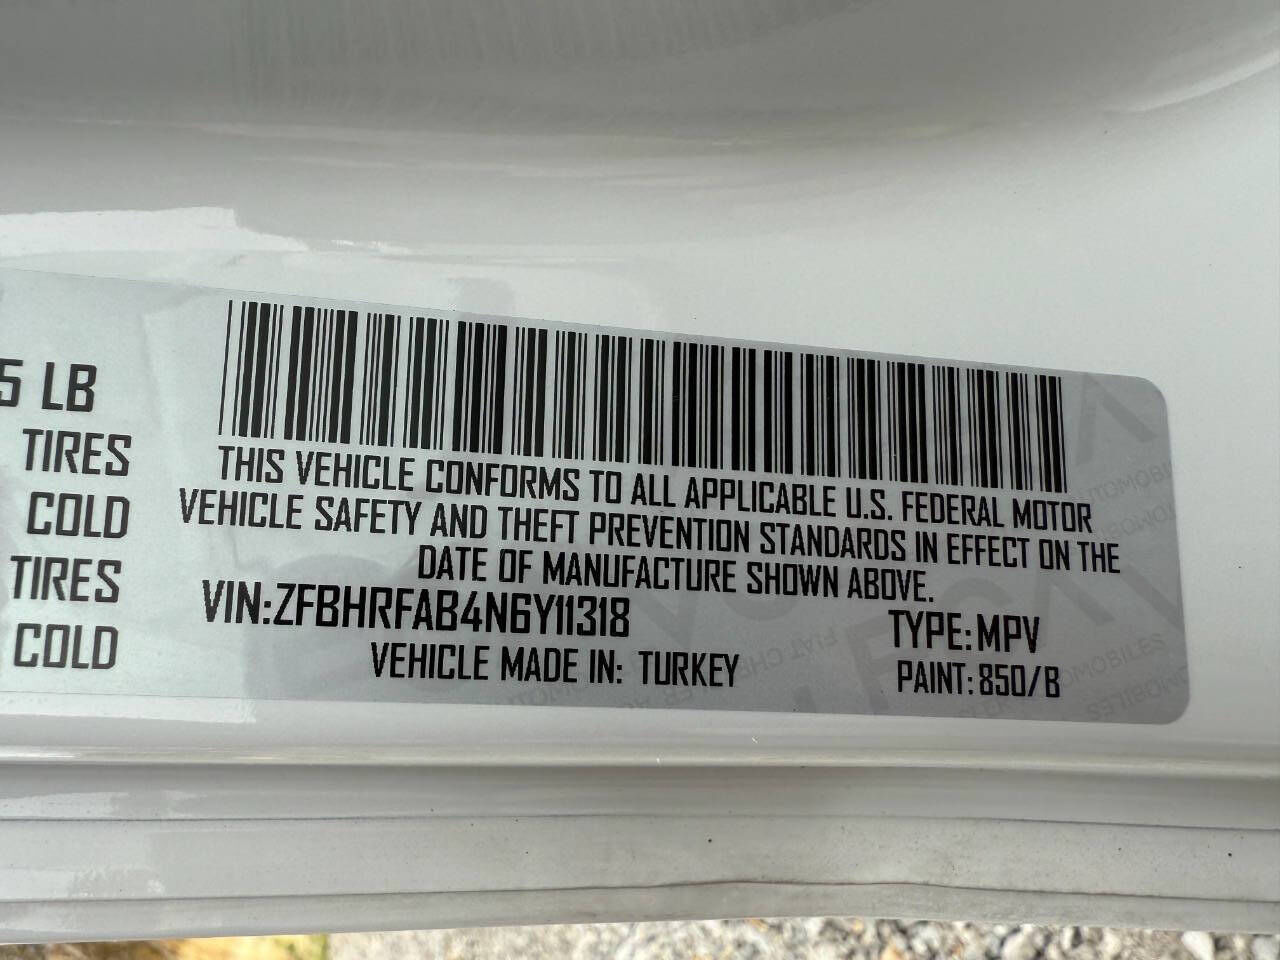 5 LB
TIRES
COLD
TIRES
COLD
THIS VEHICLE CONFORMS TO ALL APPLICABLE U.S. FEDERAL MOTOR
VEHICLE SAFETY AND THEFT PREVENTION STANDARDS IN EFFECT ON THE
DATE OF MANUFACTURE SHOWN ABOVE.
VIN:ZFBHRFAB4N6Y11318 TYPE: MPV
VEHICLE MADE IN: TURKEY PAINT: 850/B